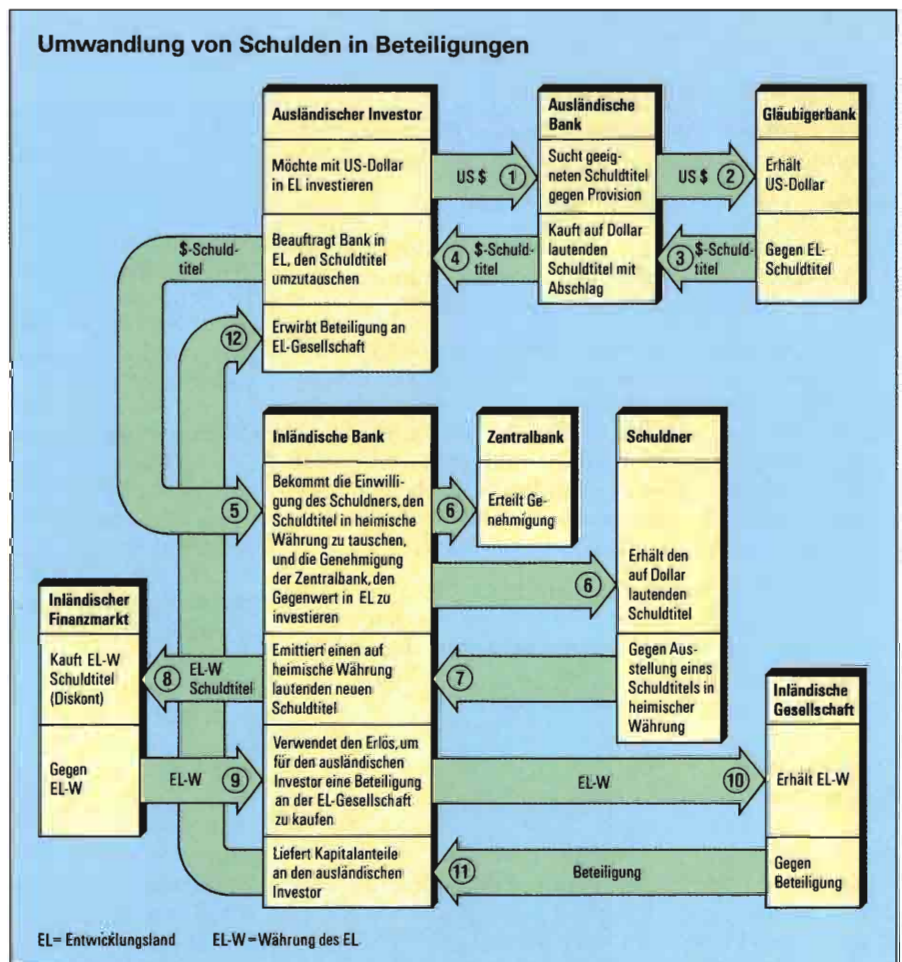 Umwandlung von Schulden in Beteiligungen
Ausländischer Investor
Möchte mit US-Dollar
in EL investieren
Beauftragt Bank in
EL, den Schuldtitel
umzutauschen
Erwirbt Beteiligung an
EL-Gesellschaft
US $ ①
Ausländische
Bank
Sucht geeig-
neten Schuldtitel
gegen Provision
Kauft auf Dollar
lautenden
Schuldtitel mit
Abschlag
US $ ②
Gläubigerbank
Erhält
US-Dollar
Gegen EL-
Schuldtitel
③ $-Schuld-
titel
④ $-Schuld-
titel
$-Schuld-
titel
⑫
⑤
Inländische Bank
Bekommt die Einwilli-
gung des Schuldners, den
Schuldtitel in heimische
Währung zu tauschen,
und die Genehmigung
der Zentralbank, den
Gegenwert in EL zu
investieren
Emittiert einen auf
heimische Währung
lautenden neuen
Schuldtitel
Verwendet den Erlös, um
für den ausländischen
Investor eine Beteiligung
an der EL-Gesellschaft
zu kaufen
Liefert Kapitalanteile
an den ausländischen
Investor
⑥
Zentralbank
Erteilt Ge-
nehmigung
⑥
Schuldner
Erhält den
auf Dollar
lautenden
Schuldtitel
Gegen Aus-
stellung eines
Schuldtitels in
heimischer
Währung
⑦
Inländischer
Finanzmarkt
Kauft EL-W
Schuldtitel
(Diskont)
Gegen
EL-W
⑧ EL-W
Schuldtitel
EL-W ⑨
EL-W ⑩
Inländische
Gesellschaft
Erhält EL-W
Gegen
Beteiligung
⑪ Beteiligung
EL= Entwicklungsland EL-W=Währung des EL